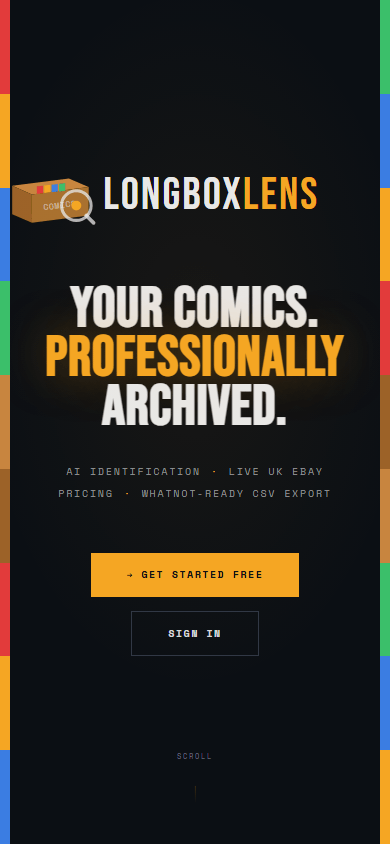 COMICS
LONGBOXLENS
YOUR COMICS.
PROFESSIONALLY
ARCHIVED.
AI IDENTIFICATION · LIVE UK EBAY
PRICING · WHATNOT-READY CSV EXPORT
→ GET STARTED FREE
SIGN IN
SCROLL